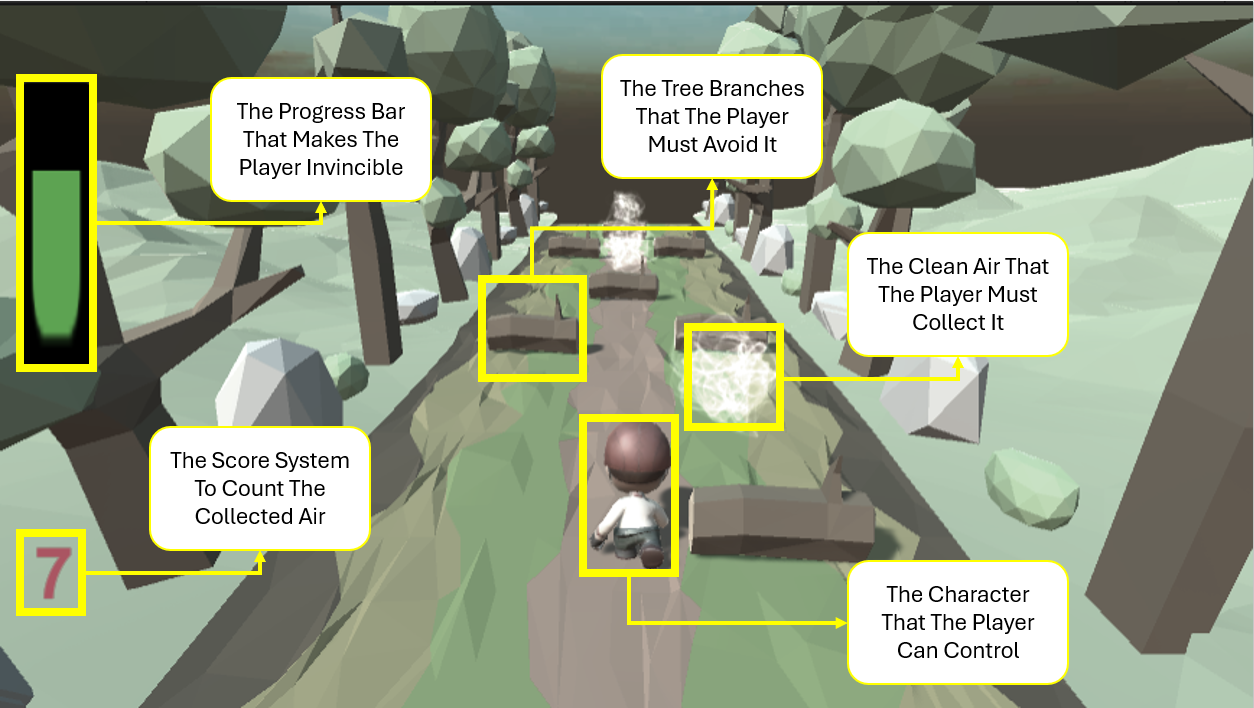 The Progress Bar
That Makes The
Player Invincible
The Tree Branches
That The Player
Must Avoid It
The Clean Air That
The Player Must
Collect It
The Score System
To Count The
Collected Air
7
The Character
That The Player
Can Control